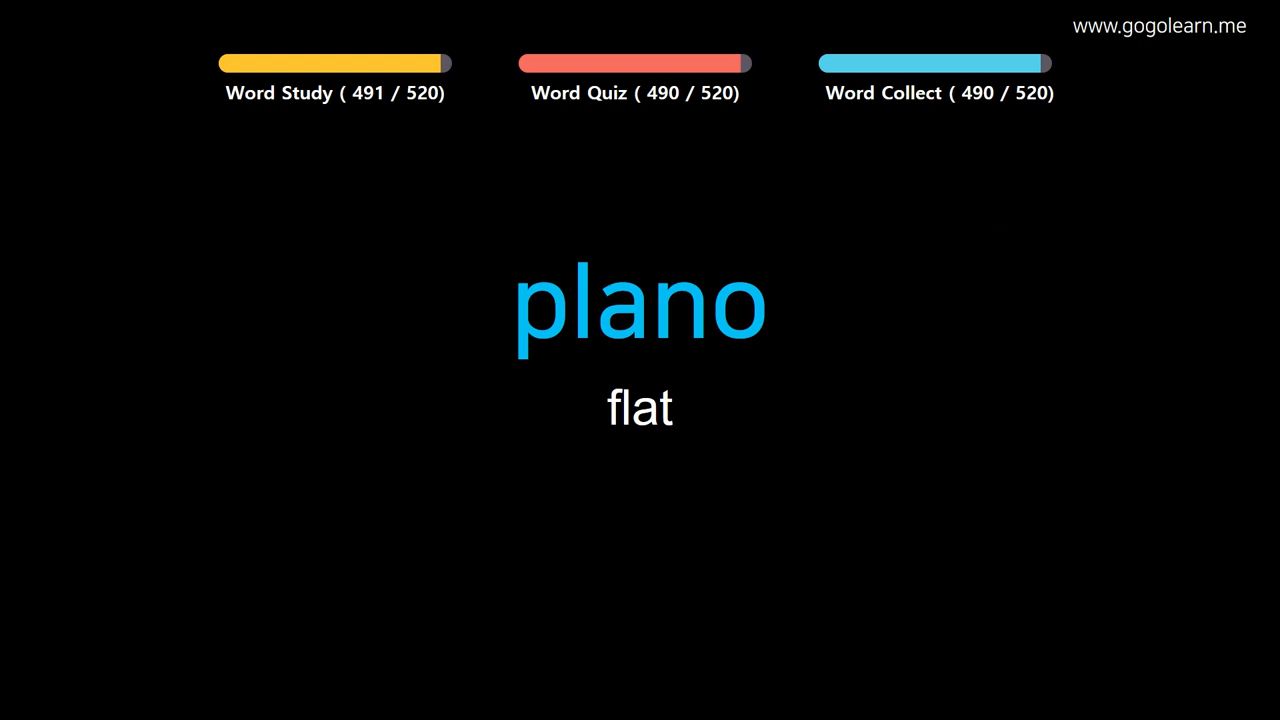 www.gogolearn.me
Word Study ( 491 / 520)
Word Quiz ( 490 / 520)
Word Collect ( 490 / 520)
plano
flat